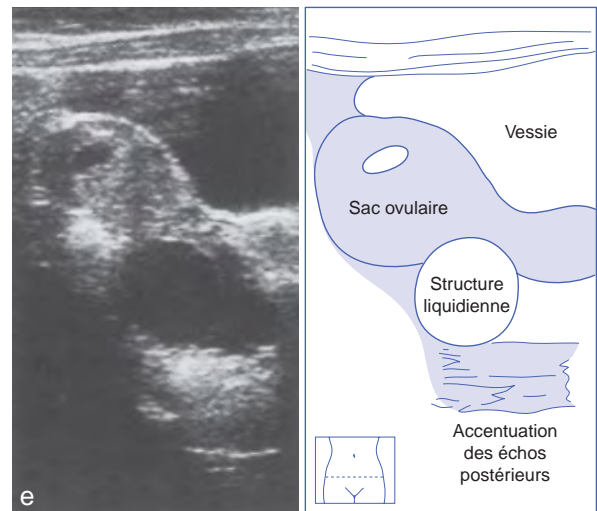 Vessie
Sac ovulaire
Structure
liquidienne
Accentuation
des échos
postérieurs
e